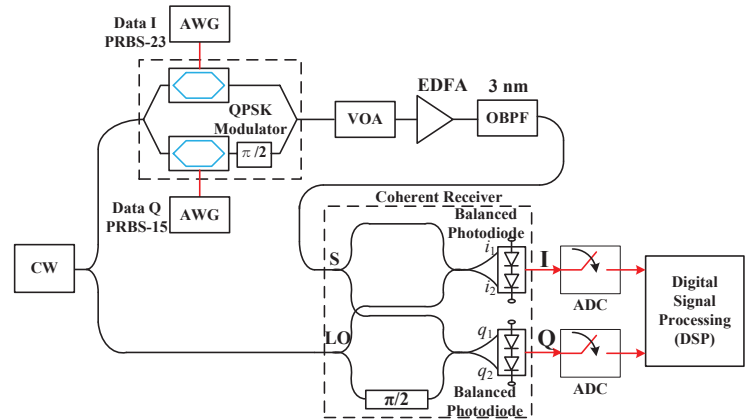 Data I
PRBS-23
AWG
QPSK
Modulator
π/2
Data Q
PRBS-15
AWG
VOA
EDFA
3 nm
OBPF
CW
Coherent Receiver
Balanced
Photodiode
S
i1
i2
I
ADC
LO
q1
q2
Q
ADC
π/2
Balanced
Photodiode
Digital
Signal
Processing
(DSP)